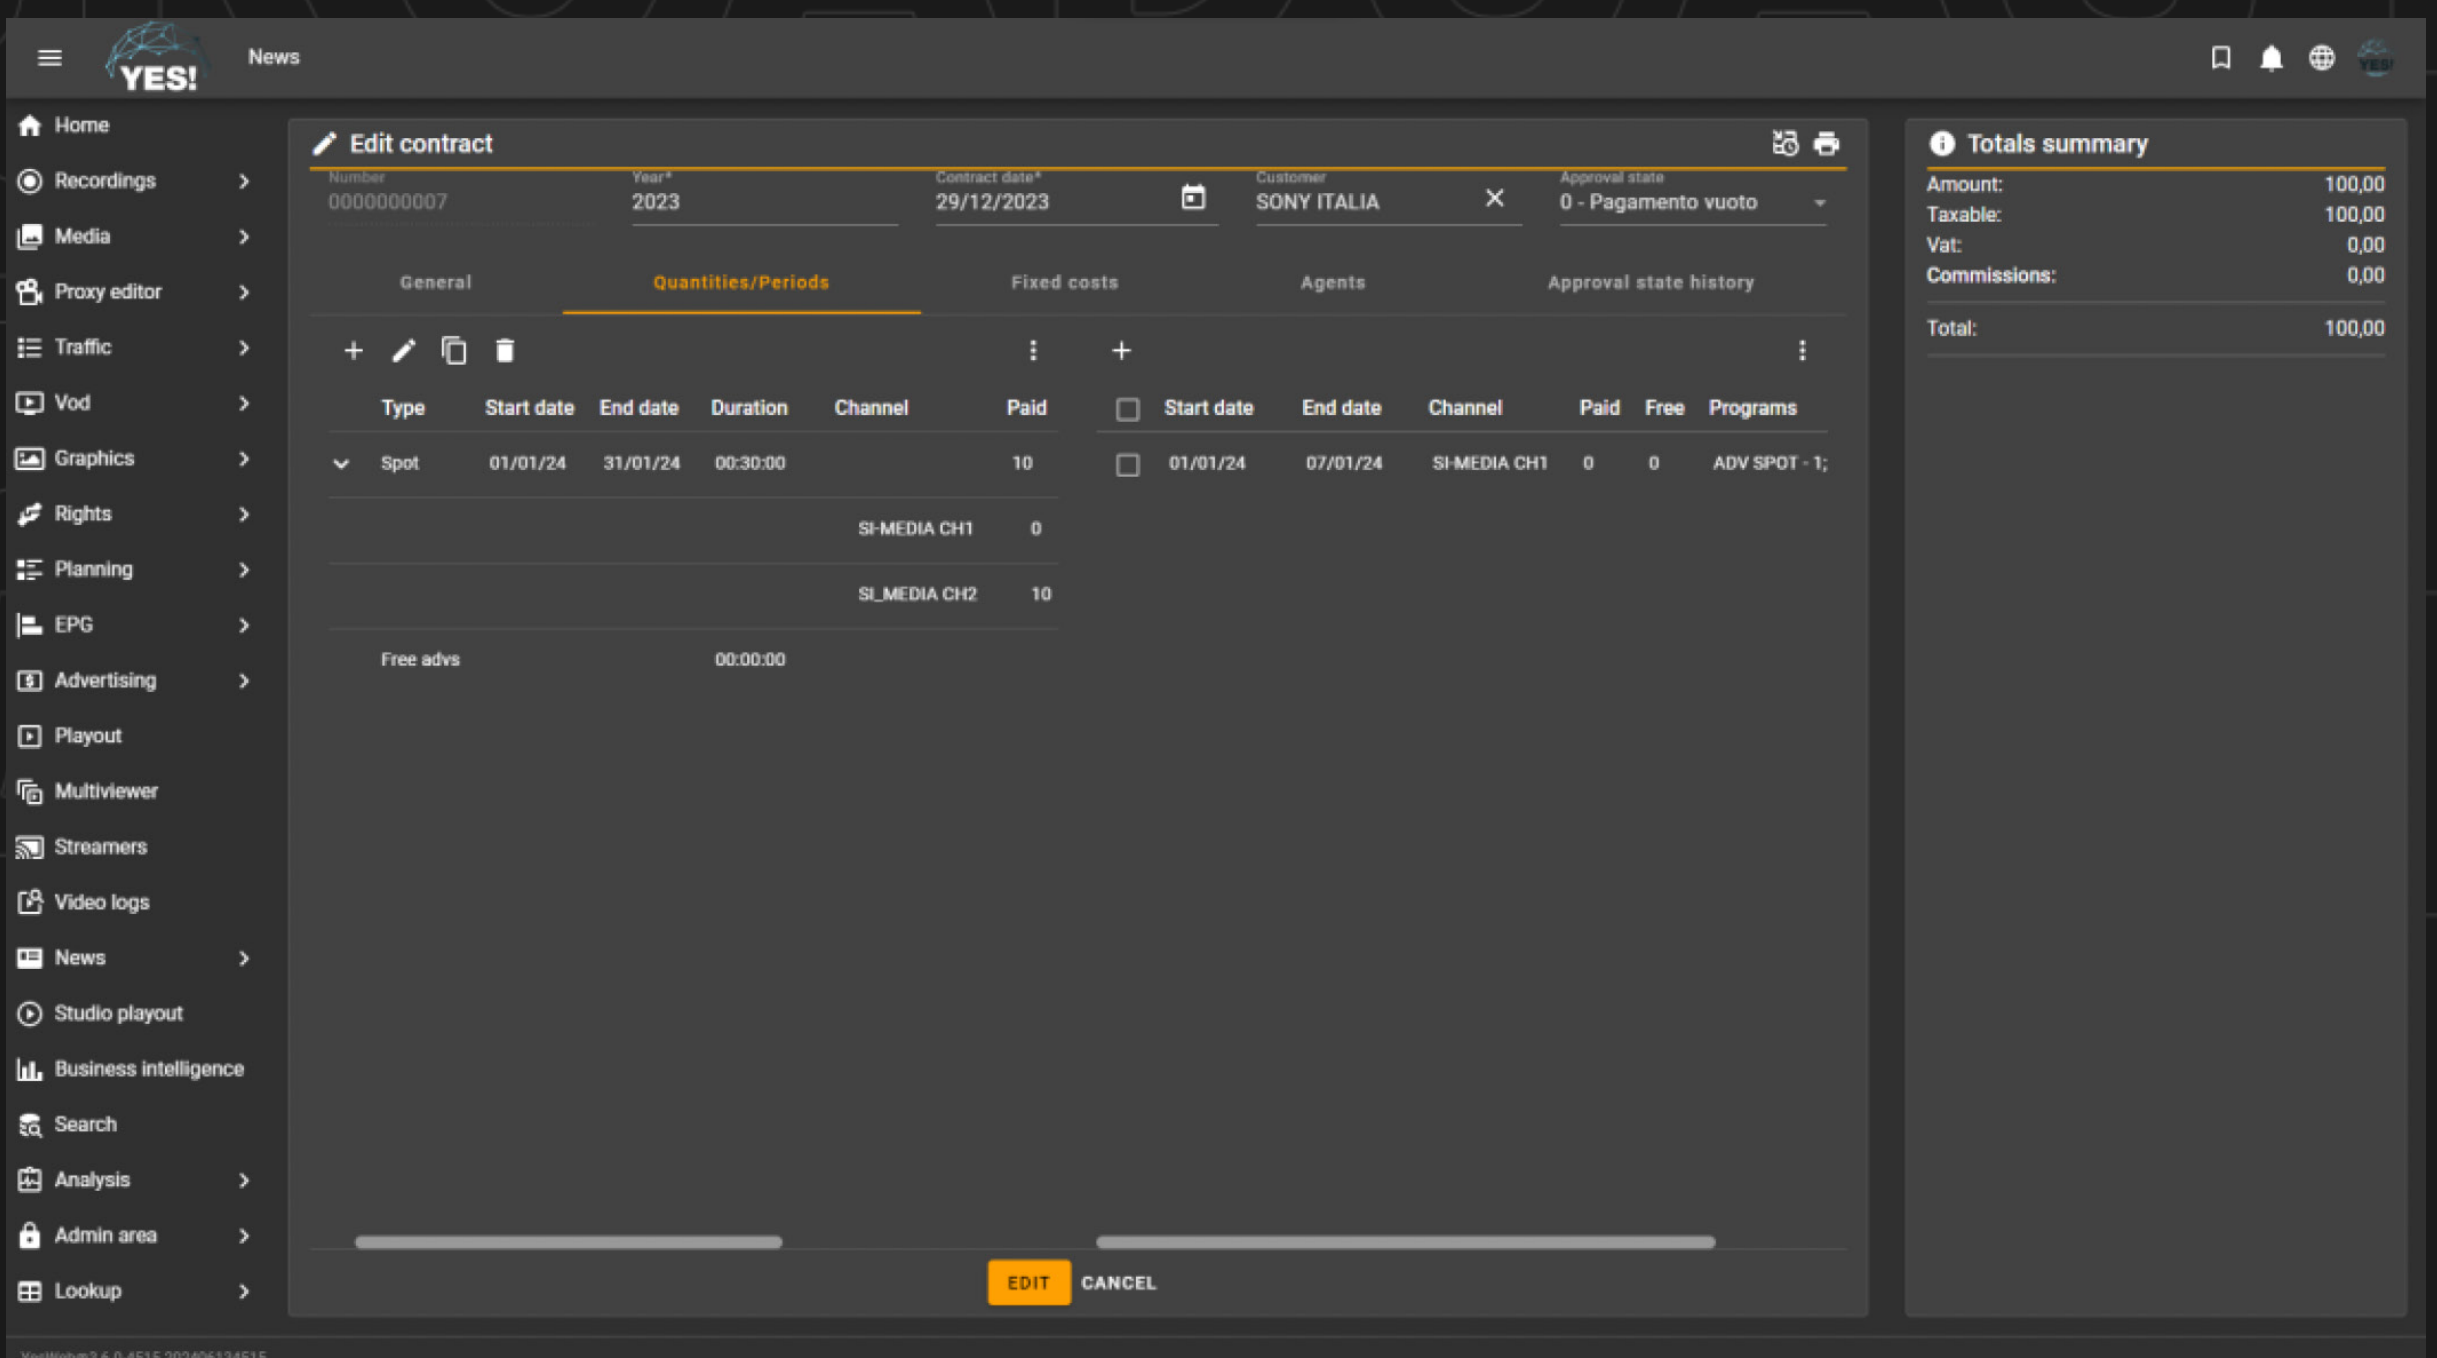 YES!
News
YES!
Home
Recordings
Media
Proxy editor
Traffic
Vod
Graphics
Rights
Planning
EPG
Advertising
Playout
Multiviewer
Streamers
Video logs
News
Studio playout
Business intelligence
Search
Analysis
Admin area
Lookup
Edit contract
Number Year* Contract date* Customer Approval state
0000000007 2023 29/12/2023 SONY ITALIA 0 - Pagamento vuoto
General Quantities/Periods Fixed costs Agents Approval state history
Type Start date End date Duration Channel Paid
Spot 01/01/24 31/01/24 00:30:00 10
SI-MEDIA CH1 0
SI_MEDIA CH2 10
Free advs 00:00:00
Start date End date Channel Paid Free Programs
01/01/24 07/01/24 SI-MEDIA CH1 0 0 ADV SPOT - 1;
EDIT CANCEL
Totals summary
Amount: 100,00
Taxable: 100,00
Vat: 0,00
Commissions: 0,00
Total: 100,00